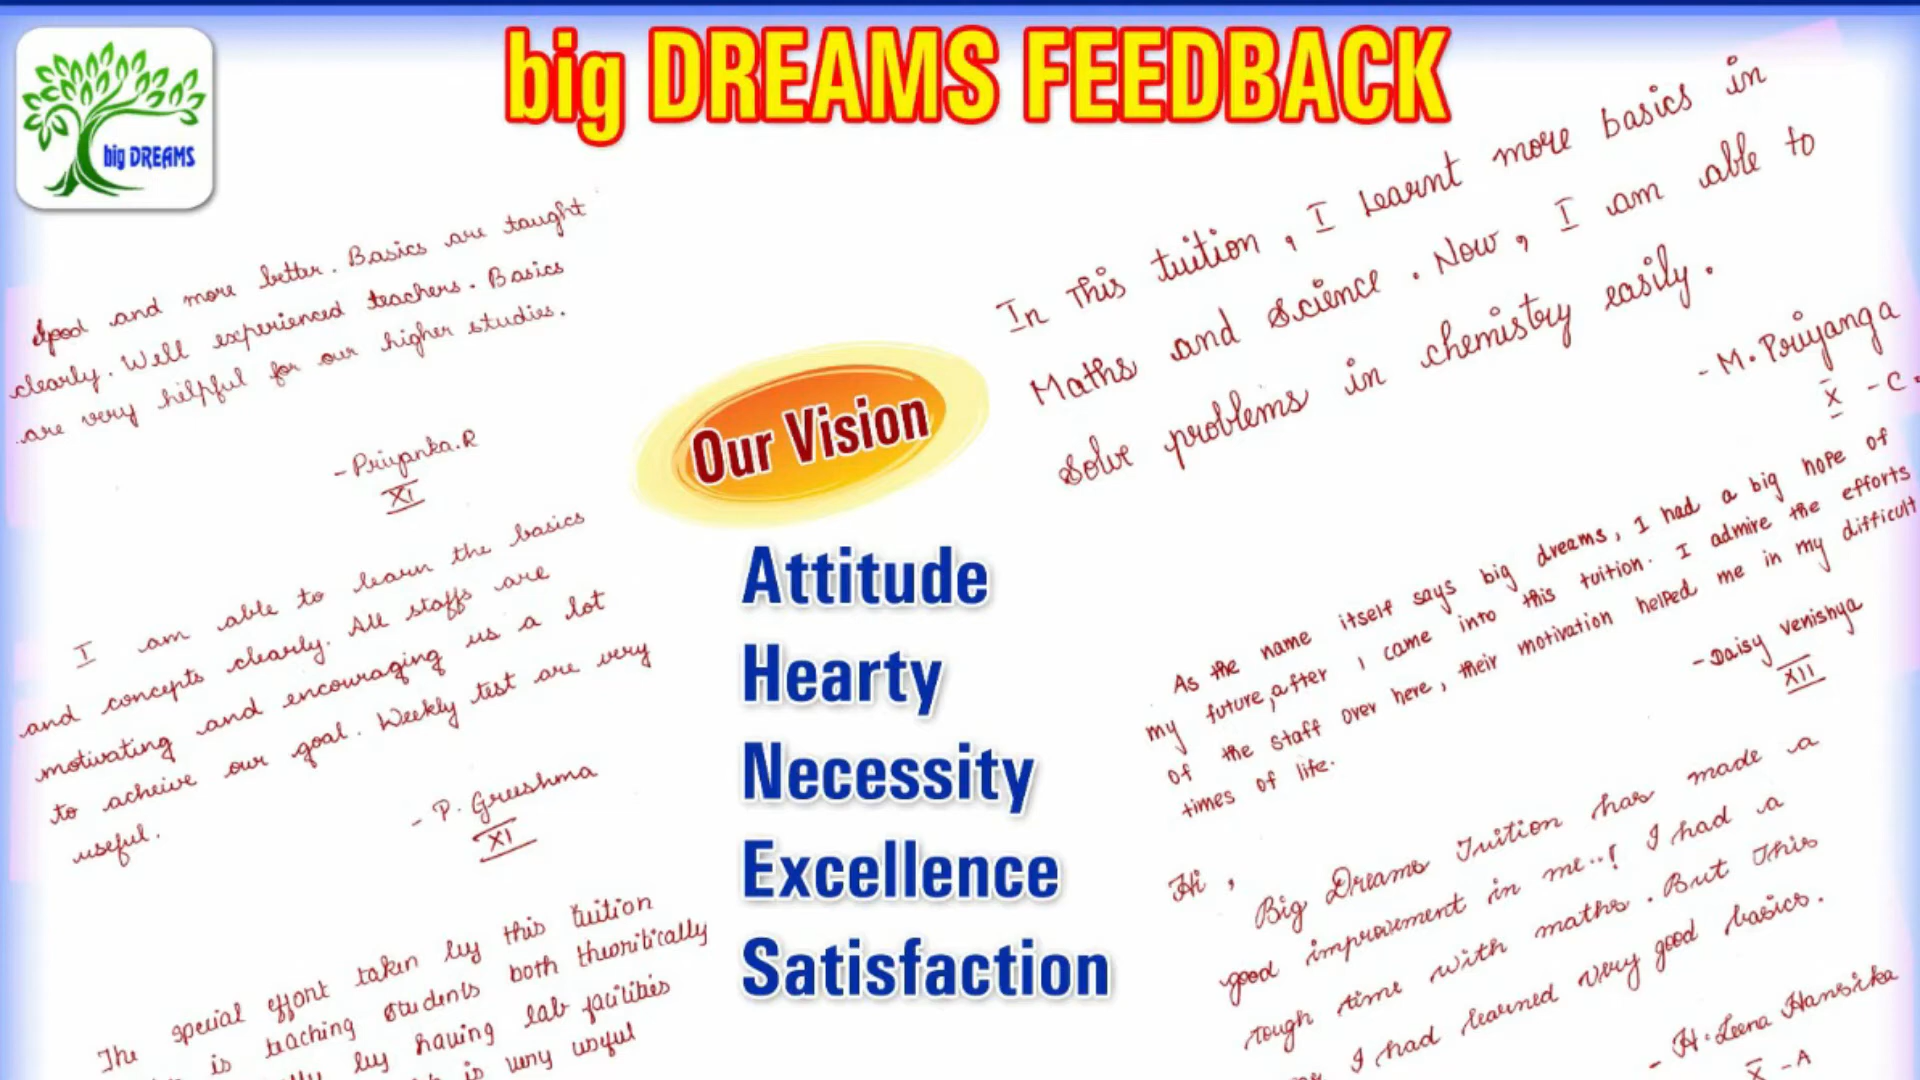 big DREAMS FEEDBACK
big DREAMS
Good and more better. Basics are taught
clearly. Well experienced teachers. Basics
are very helpful for our higher studies.
- Priyanka.R
XI
I am able to learn the basics
and concepts clearly. All staffs are
motivating and encouraging us a lot
to acheive our goal. Weekly test are very
useful.
- P. Greeshma
XI
The special effort taken by this tuition
is teaching students both theoritically
by having lab facilities
is very useful
Our Vision
Attitude
Hearty
Necessity
Excellence
Satisfaction
In This tuition, I learnt more basics in
Maths and Science. Now, I am able to
Solve problems in chemistry easily.
- M. Priyanga
X - C.
As the name itself says big dreams, I had a big hope of
my future, after I came into this tuition. I admire the efforts
of the staff over here, their motivation helped me in my difficult
times of life.
- Daisy Venishya
XII
Hi,
Big Dreams Tuition has made a
good improvement in me..! I had a
tough time with maths. But This
I had learned very good basics.
- H. Leena Hansika
X - A